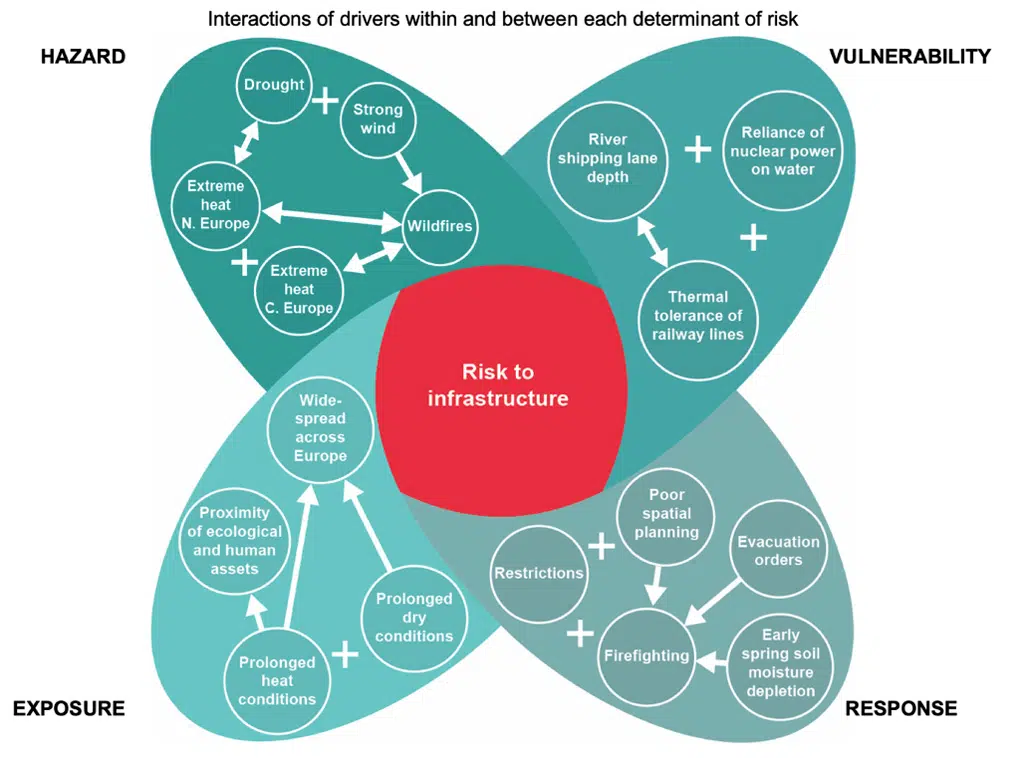 Interactions of drivers within and between each determinant of risk
HAZARD
VULNERABILITY
Drought
+
Strong
wind
Extreme
heat
N. Europe
Wildfires
+
Extreme
heat
C. Europe
River
shipping lane
depth
+
Reliance of
nuclear power
on water
+
Thermal
tolerance of
railway lines
Risk to
infrastructure
Wide-
spread
across
Europe
Proximity
of ecological
and human
assets
Prolonged
dry
conditions
+
Prolonged
heat
conditions
Poor
spatial
planning
+
Restrictions
Evacuation
orders
+
Firefighting
Early
spring soil
moisture
depletion
EXPOSURE
RESPONSE